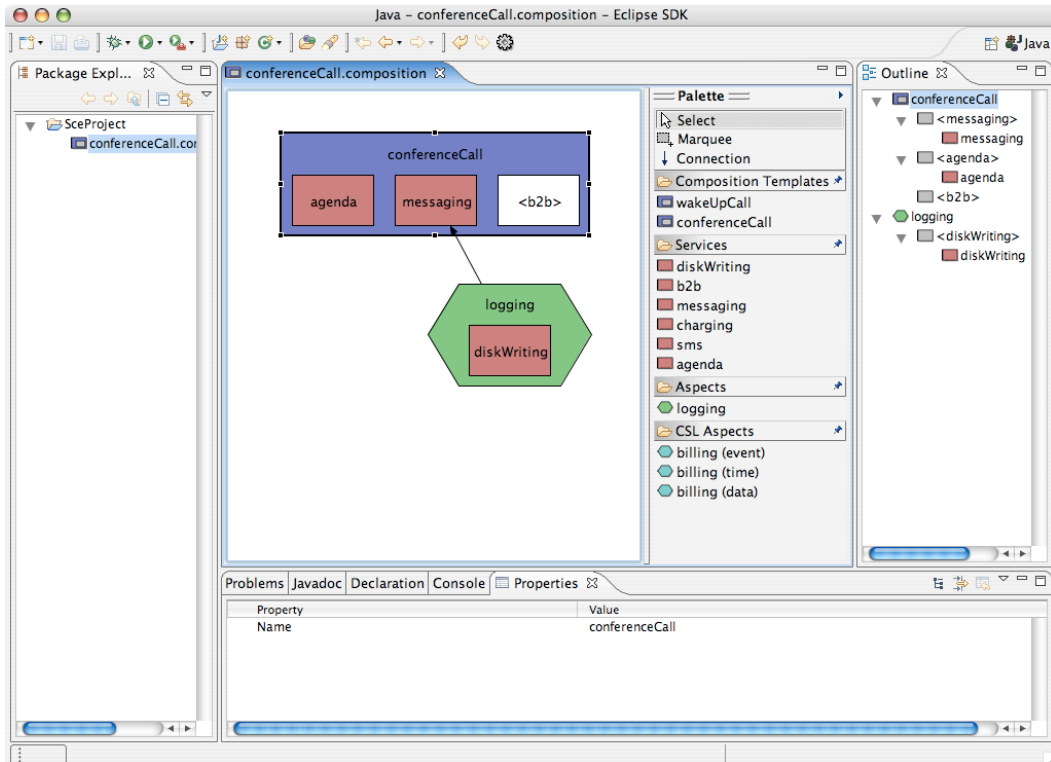 Java – conferenceCall.composition – Eclipse SDK
Java
Package Expl...
SceProject
conferenceCall.cor
conferenceCall.composition
conferenceCall
agenda
messaging
<b2b>
logging
diskWriting
Palette
Select
Marquee
Connection
Composition Templates
wakeUpCall
conferenceCall
Services
diskWriting
b2b
messaging
charging
sms
agenda
Aspects
logging
CSL Aspects
billing (event)
billing (time)
billing (data)
Outline
conferenceCall
<messaging>
messaging
<agenda>
agenda
<b2b>
logging
<diskWriting>
diskWriting
Problems Javadoc Declaration Console Properties
Property Value
Name conferenceCall